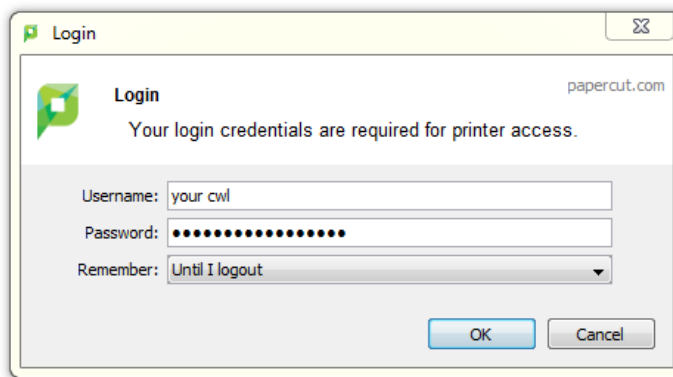 Login
papercut.com
Login
Your login credentials are required for printer access.
Username: your cwl
Password: •••••••••••••••••
Remember: Until I logout
OK Cancel